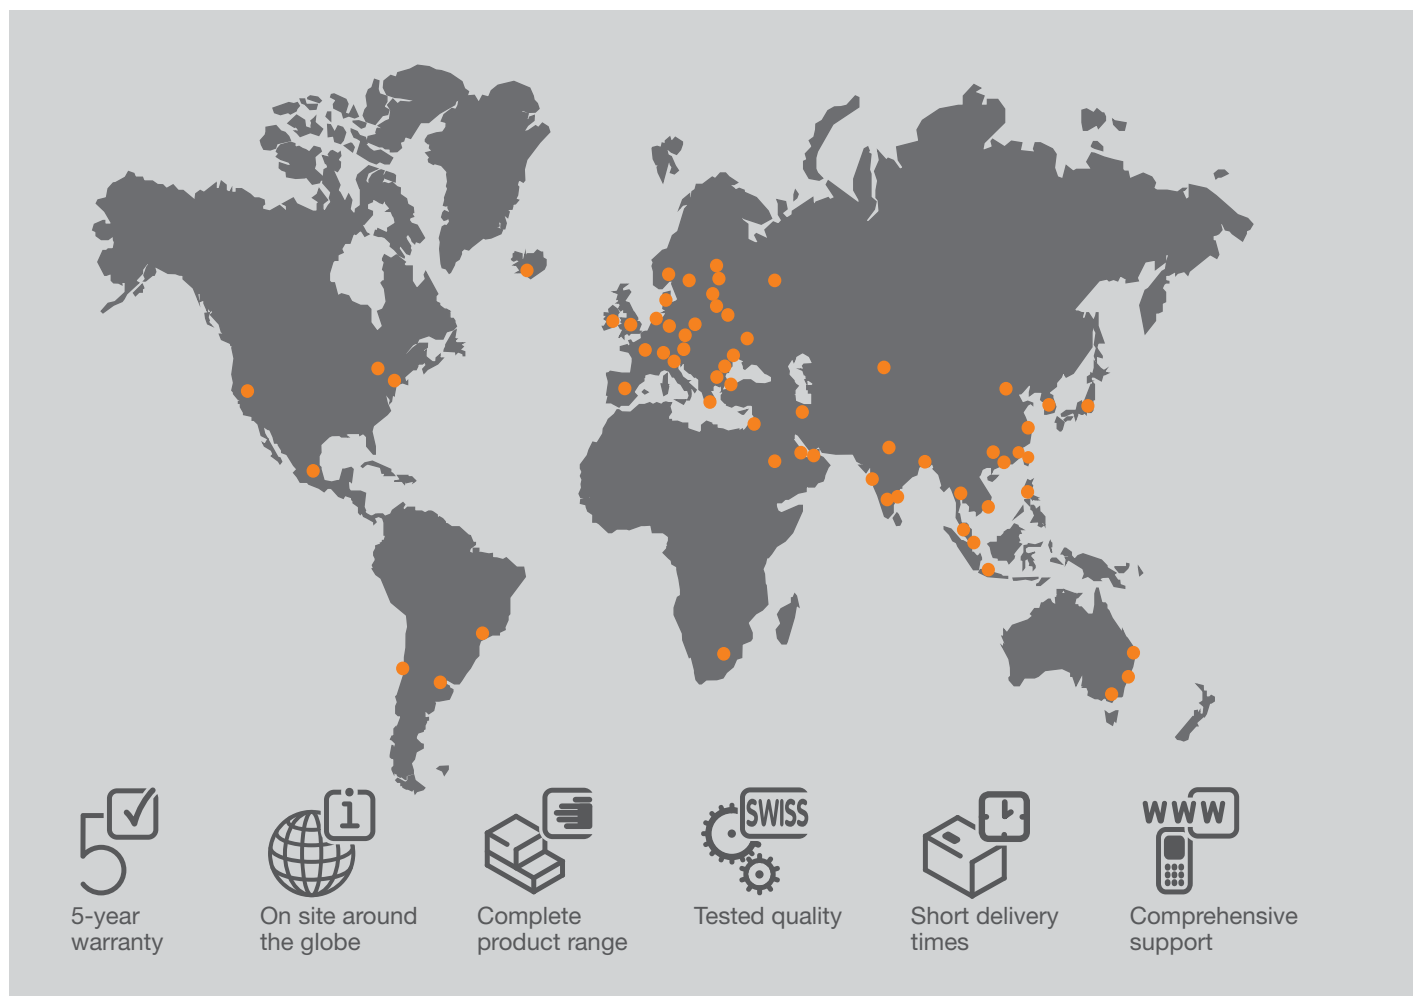 SWISS
WWW
5-year
warranty
On site around
the globe
Complete
product range
Tested quality
Short delivery
times
Comprehensive
support